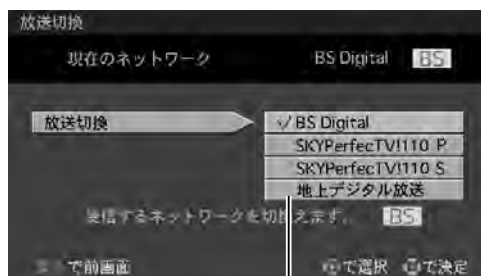 放送切換
現在のネットワーク BS Digital BS
放送切換 ✓BS Digital
SKYPerfecTV!110 P
SKYPerfecTV!110 S
地上デジタル放送
受信するネットワークを切換えます。 BS
で前画面 で選択 で決定